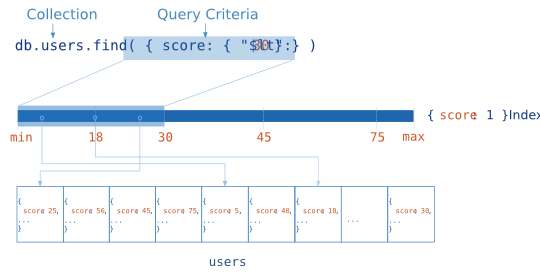 Collection
Query Criteria
db.users.find( { score: { "$lt": 30 } } )
{ score: 1 } Index
min 18 30 45 75 max
{ { { { { { { {
score: 25, score: 56, score: 45, score: 75, score: 5, score: 40, score: 18, score: 30,
... ... ... ... ... ... ... ... ...
} } } } } } } }
users